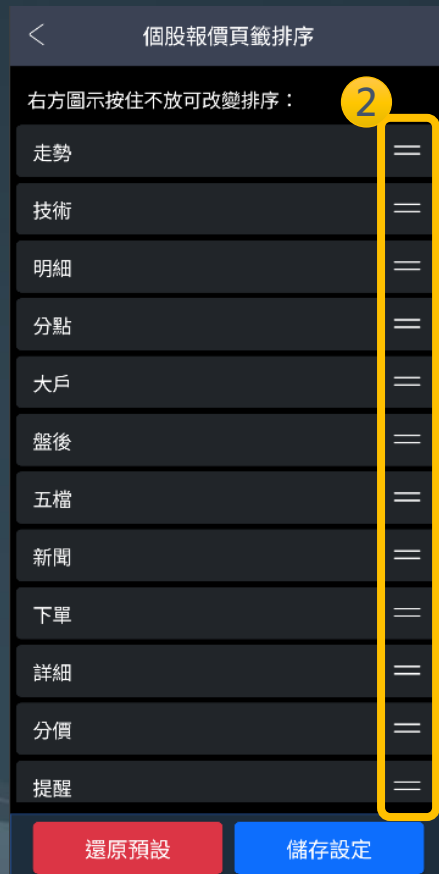 個股報價頁籤排序
右方圖示按住不放可改變排序：
2
走勢
技術
明細
分點
大戶
盤後
五檔
新聞
下單
詳細
分價
提醒
還原預設 儲存設定